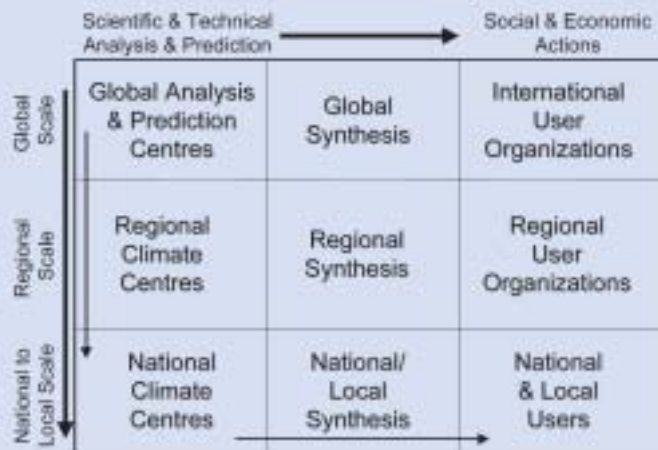 Scientific & Technical
Analysis & Prediction
Social & Economic
Actions
Global
Scale
Global Analysis
& Prediction
Centres
Global
Synthesis
International
User
Organizations
Regional
Scale
Regional
Climate
Centres
Regional
Synthesis
Regional
User
Organizations
National to
Local Scale
National
Climate
Centres
National/
Local
Synthesis
National
& Local
Users